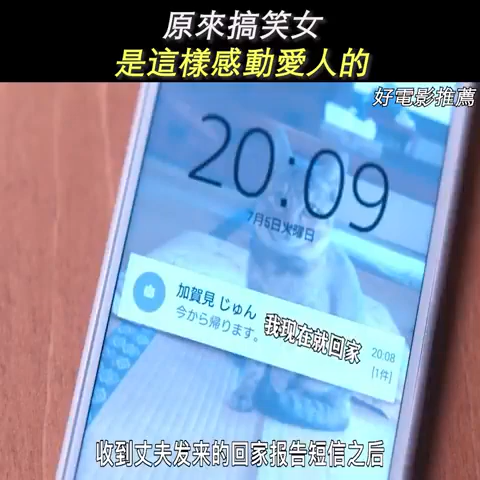 原來搞笑女
是這樣感動愛人的
好電影推薦
20:09
7月5日火曜日
加賀見 じゅん
今から帰ります。
我现在就回家
20:08
[1件]
收到丈夫发来的回家报告短信之后